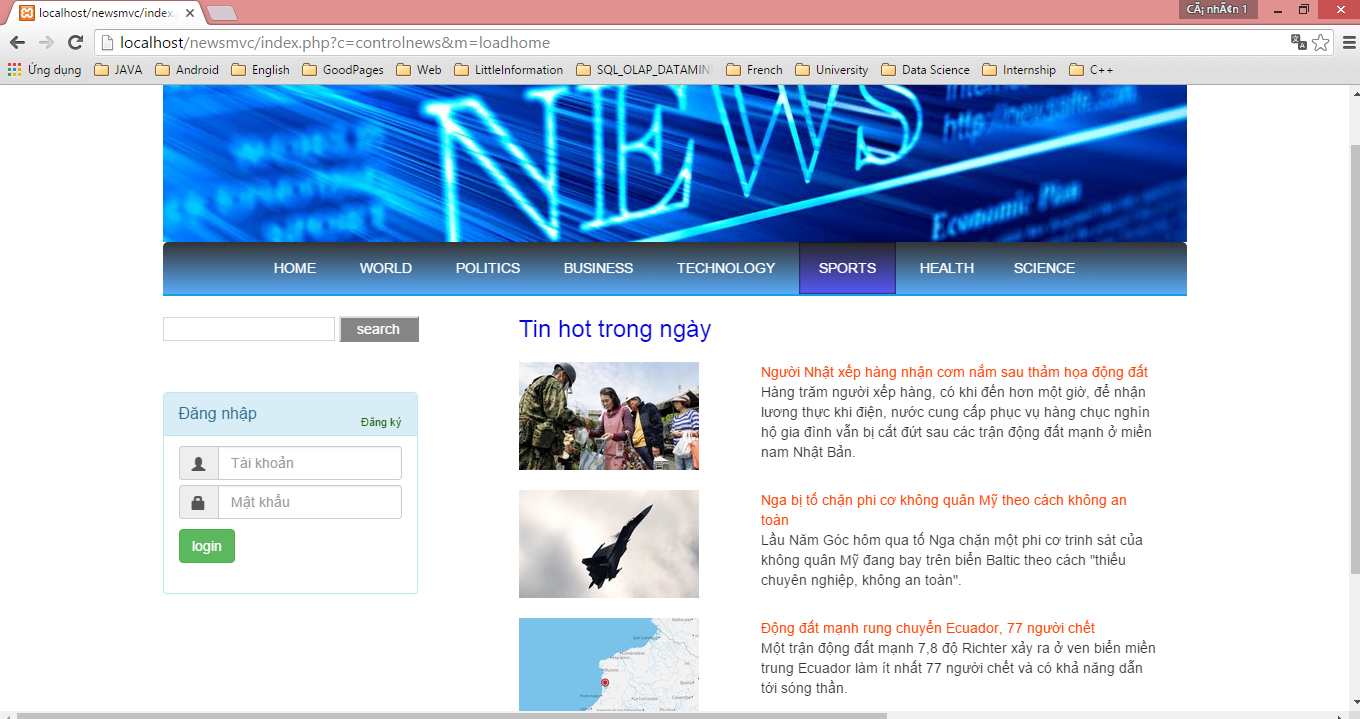 localhost/newsmvc/index.
CÃ¡ nhÃ¢n 1
localhost/newsmvc/index.php?c=controlnews&m=loadhome
Ứng dụng JAVA Android English GoodPages Web LittleInformation SQL_OLAP_DATAMIN French University Data Science Internship C++
NEWS
http://
Economic
HOME WORLD POLITICS BUSINESS TECHNOLOGY SPORTS HEALTH SCIENCE
search
Đăng nhập
Đăng ký
Tài khoản
Mật khẩu
login
Tin hot trong ngày
Người Nhật xếp hàng nhận cơm nắm sau thảm họa động đất
Hàng trăm người xếp hàng, có khi đến hơn một giờ, để nhận
lương thực khi điện, nước cung cấp phục vụ hàng chục nghìn
hộ gia đình vẫn bị cắt đứt sau các trận động đất mạnh ở miền
nam Nhật Bản.
Nga bị tố chặn phi cơ không quân Mỹ theo cách không an
toàn
Lầu Năm Góc hôm qua tố Nga chặn một phi cơ trinh sát của
không quân Mỹ đang bay trên biển Baltic theo cách "thiếu
chuyên nghiệp, không an toàn".
Động đất mạnh rung chuyển Ecuador, 77 người chết
Một trận động đất mạnh 7,8 độ Richter xảy ra ở ven biển miền
trung Ecuador làm ít nhất 77 người chết và có khả năng dẫn
tới sóng thần.